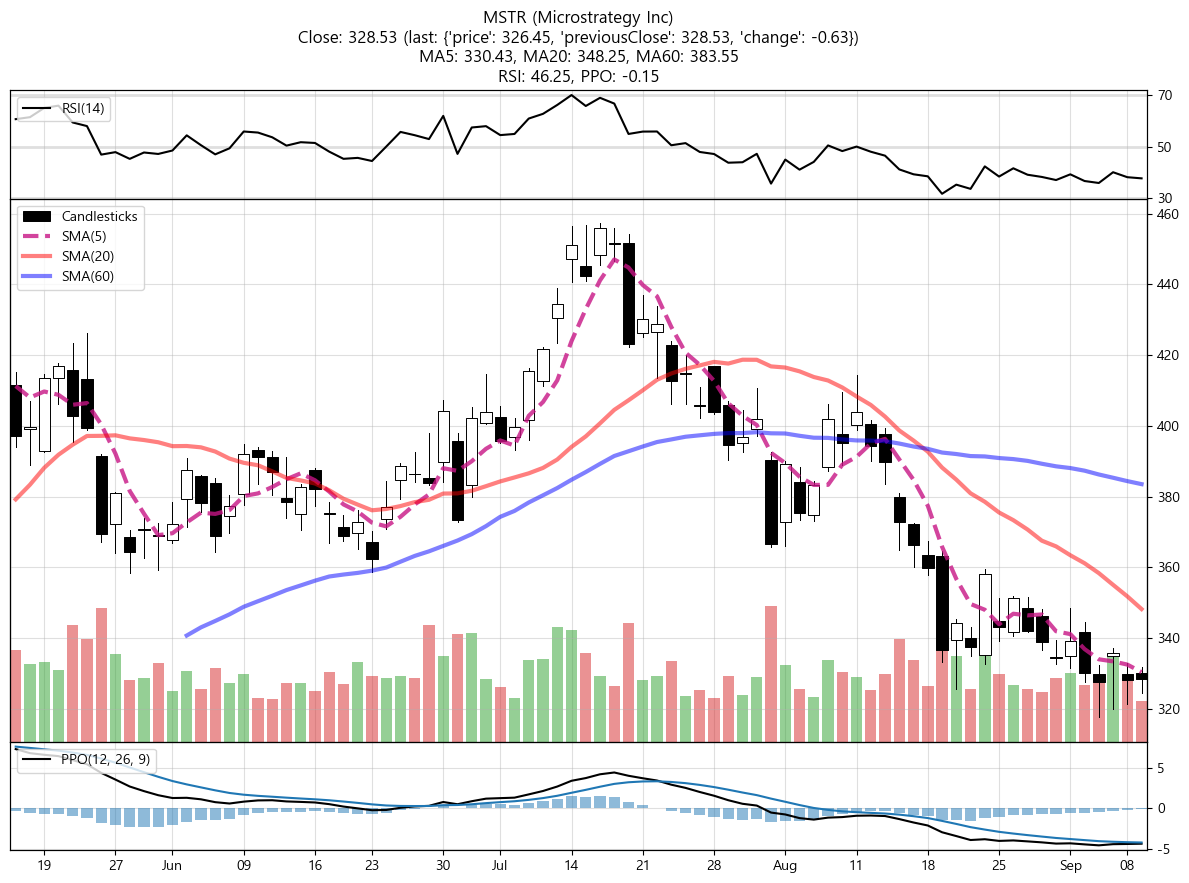 MSTR (Microstrategy Inc)
Close: 328.53 (last: {'price': 326.45, 'previousClose': 328.53, 'change': -0.63})
MA5: 330.43, MA20: 348.25, MA60: 383.55
RSI: 46.25, PPO: -0.15
RSI(14)
70
50
30
Candlesticks
SMA(5)
SMA(20)
SMA(60)
460
440
420
400
380
360
340
320
PPO(12, 26, 9)
5
0
-5
19 27 Jun 09 16 23 30 Jul 14 21 28 Aug 11 18 25 Sep 08